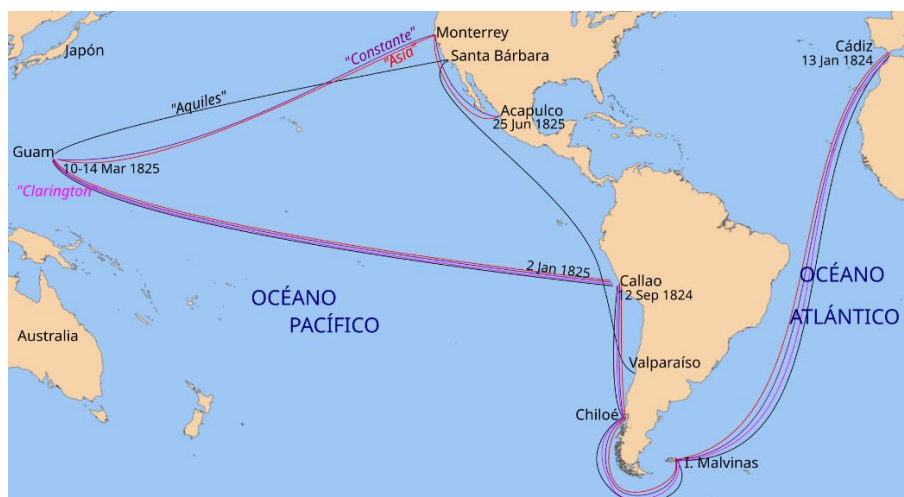 Japón
"Constante"
Monterrey
"Asia"
Santa Bárbara
Cádiz
13 Jan 1824
"Aquiles"
Acapulco
25 Jun 1825
Guam
10-14 Mar 1825
"Clarington
2 Jan 1825
Callao
2 Sep 1824
OCÉANO
ATLÁNTICO
OCÉANO
PACÍFICO
Australia
Valparaíso
Chiloé
I. Malvinas